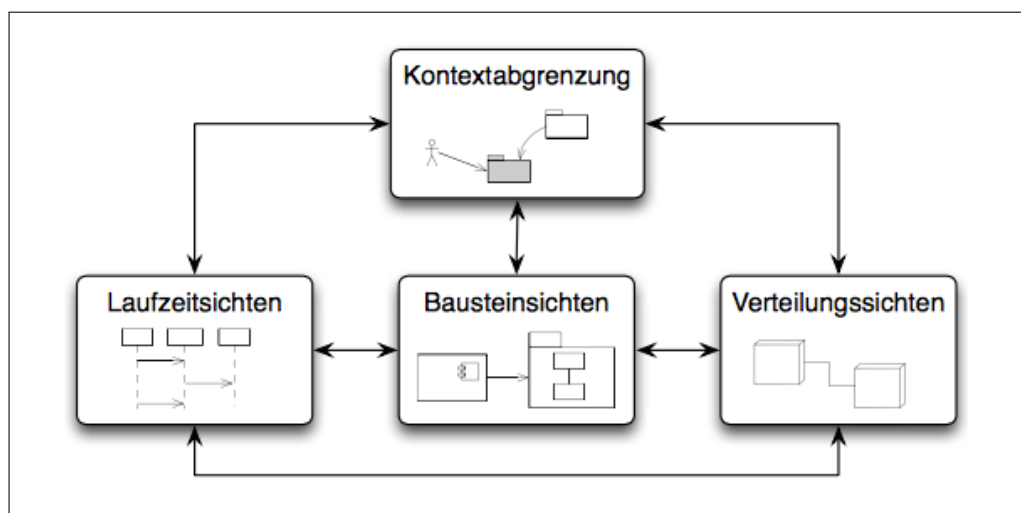 Kontextabgrenzung
Laufzeitsichten
Bausteinsichten
Verteilungssichten